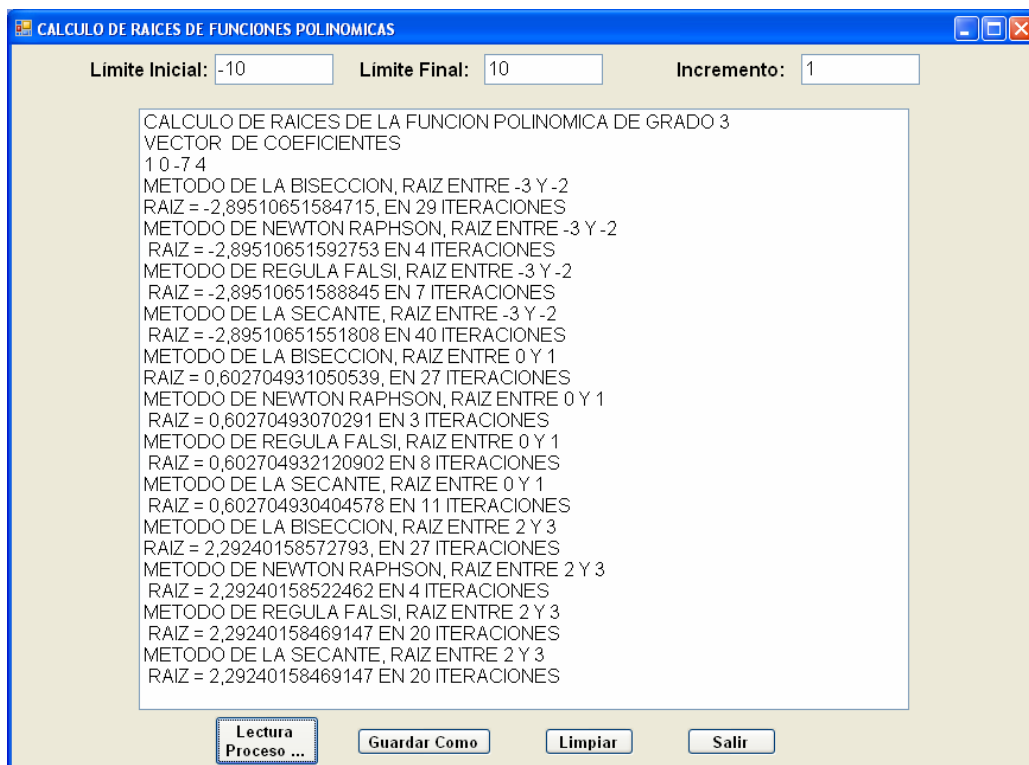 CALCULO DE RAICES DE FUNCIONES POLINOMICAS
Límite Inicial: -10 Límite Final: 10 Incremento: 1
CALCULO DE RAICES DE LA FUNCION POLINOMICA DE GRADO 3
VECTOR DE COEFICIENTES
1 0 -7 4
METODO DE LA BISECCION, RAIZ ENTRE -3 Y -2
RAIZ = -2,89510651584715, EN 29 ITERACIONES
METODO DE NEWTON RAPHSON, RAIZ ENTRE -3 Y -2
RAIZ = -2,89510651592753 EN 4 ITERACIONES
METODO DE REGULA FALSI, RAIZ ENTRE -3 Y -2
RAIZ = -2,89510651588845 EN 7 ITERACIONES
METODO DE LA SECANTE, RAIZ ENTRE -3 Y -2
RAIZ = -2,89510651551808 EN 40 ITERACIONES
METODO DE LA BISECCION, RAIZ ENTRE 0 Y 1
RAIZ = 0,602704931050539, EN 27 ITERACIONES
METODO DE NEWTON RAPHSON, RAIZ ENTRE 0 Y 1
RAIZ = 0,60270493070291 EN 3 ITERACIONES
METODO DE REGULA FALSI, RAIZ ENTRE 0 Y 1
RAIZ = 0,602704932120902 EN 8 ITERACIONES
METODO DE LA SECANTE, RAIZ ENTRE 0 Y 1
RAIZ = 0,602704930404578 EN 11 ITERACIONES
METODO DE LA BISECCION, RAIZ ENTRE 2 Y 3
RAIZ = 2,29240158572793, EN 27 ITERACIONES
METODO DE NEWTON RAPHSON, RAIZ ENTRE 2 Y 3
RAIZ = 2,29240158522462 EN 4 ITERACIONES
METODO DE REGULA FALSI, RAIZ ENTRE 2 Y 3
RAIZ = 2,29240158469147 EN 20 ITERACIONES
METODO DE LA SECANTE, RAIZ ENTRE 2 Y 3
RAIZ = 2,29240158469147 EN 20 ITERACIONES
Lectura
Proceso ...
Guardar Como
Limpiar
Salir